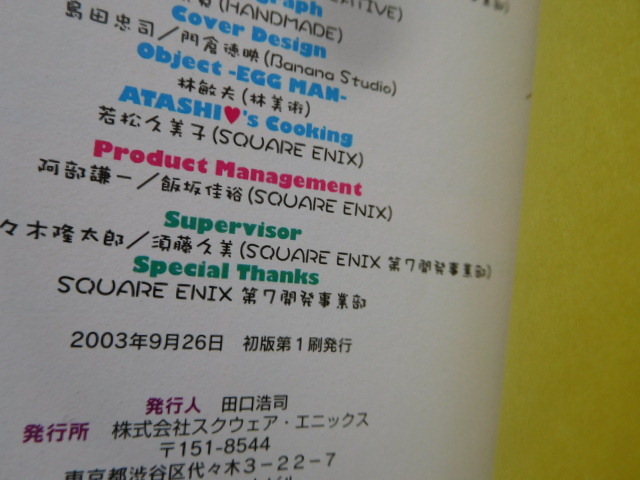 raph
(HANDMADE)
Cover Design
島田忠司／門倉徳映(Banana Studio)
Object -EGG MAN-
林敏夫(林美術)
ATASHI♥'s Cooking
若松久美子(SQUARE ENIX)
Product Management
阿部謙一／飯坂佳裕(SQUARE ENIX)
Supervisor
々木隆太郎／須藤久美(SQUARE ENIX 第7開発事業部)
Special Thanks
SQUARE ENIX 第7開発事業部
2003年9月26日　初版第1刷発行
発行人　田口浩司
発行所　株式会社スクウェア・エニックス
〒151-8544
東京都渋谷区代々木3−22−7